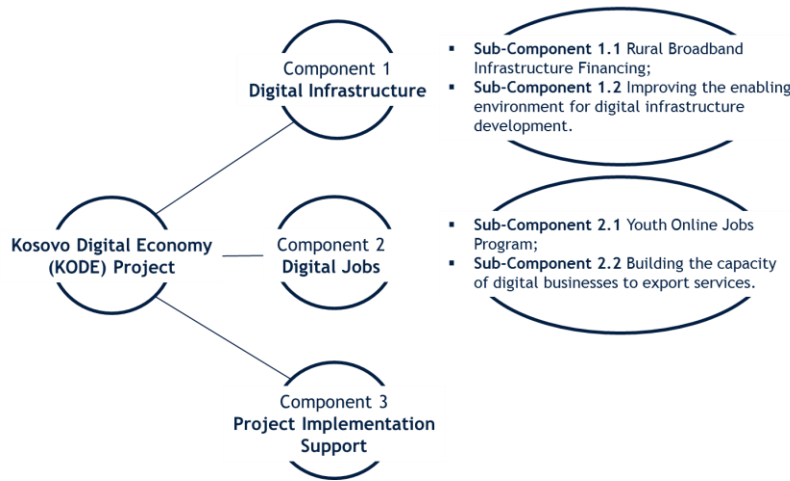 Component 1
Digital Infrastructure
▪ Sub-Component 1.1 Rural Broadband
Infrastructure Financing;
▪ Sub-Component 1.2 Improving the enabling
environment for digital infrastructure
development.
Kosovo Digital Economy
(KODE) Project
Component 2
Digital Jobs
▪ Sub-Component 2.1 Youth Online Jobs
Program;
▪ Sub-Component 2.2 Building the capacity
of digital businesses to export services.
Component 3
Project Implementation
Support